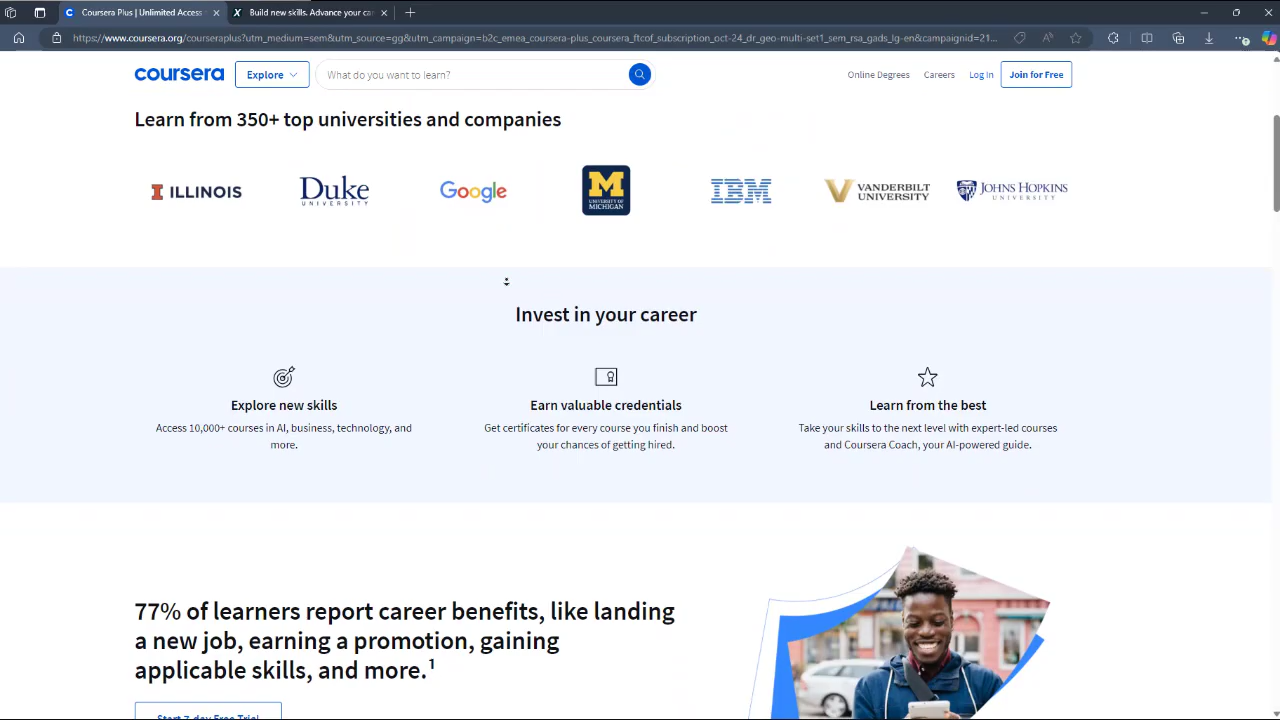 Coursera Plus | Unlimited Access
Build new skills. Advance your car
https://www.coursera.org/courseraplus?utm_medium=sem&utm_source=gg&utm_campaign=b2c_emea_coursera-plus_coursera_ftcof_subscription_oct-24_dr_geo-multi-set1_sem_rsa_gads_lg-en&campaignid=21...
coursera
Explore
What do you want to learn?
Online Degrees
Careers
Log In
Join for Free
Learn from 350+ top universities and companies
I ILLINOIS
Duke
UNIVERSITY
Google
M
UNIVERSITY OF
MICHIGAN
IBM
V VANDERBILT
UNIVERSITY
JOHNS HOPKINS
UNIVERSITY
Invest in your career
Explore new skills
Access 10,000+ courses in AI, business, technology, and
more.
Earn valuable credentials
Get certificates for every course you finish and boost
your chances of getting hired.
Learn from the best
Take your skills to the next level with expert-led courses
and Coursera Coach, your AI-powered guide.
77% of learners report career benefits, like landing
a new job, earning a promotion, gaining
applicable skills, and more.¹
Start 7-day Free Trial